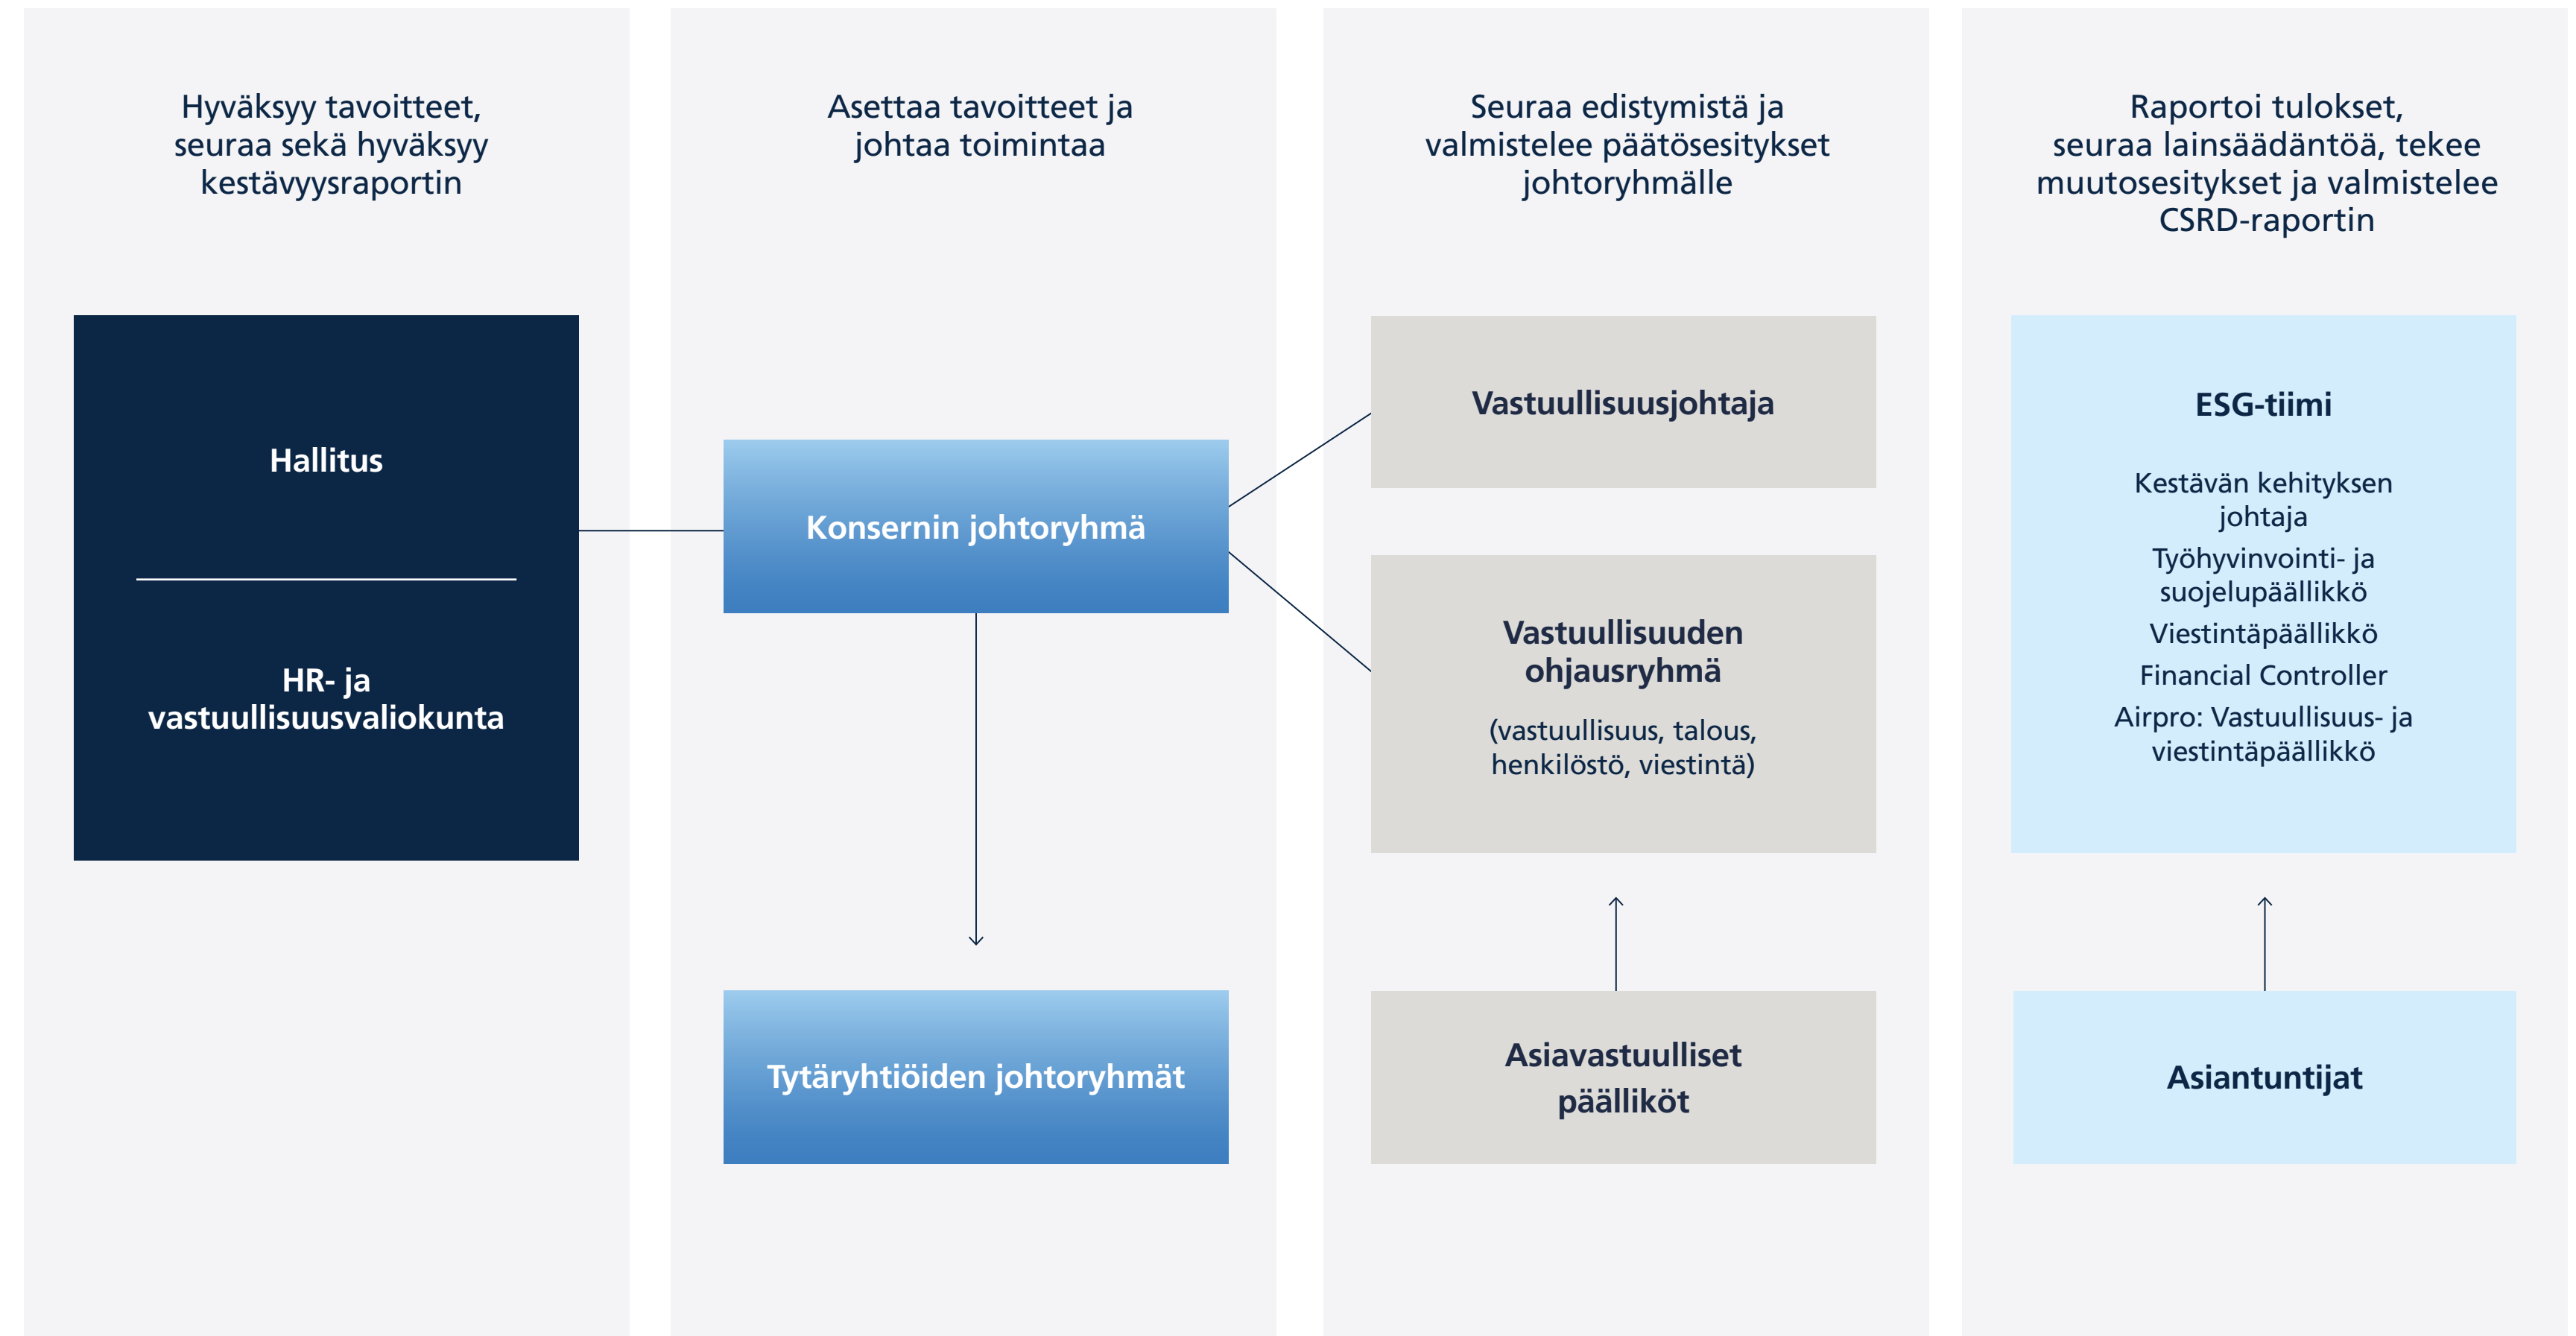 Hyväksyy tavoitteet,
seuraa sekä hyväksyy
kestävyysraportin
Hallitus
HR- ja
vastuullisuusvaliokunta
Asettaa tavoitteet ja
johtaa toimintaa
Konsernin johtoryhmä
Tytäryhtiöiden johtoryhmät
Seuraa edistymistä ja
valmistelee päätösesitykset
johtoryhmälle
Vastuullisuusjohtaja
Vastuullisuuden
ohjausryhmä
(vastuullisuus, talous,
henkilöstö, viestintä)
Asiavastuulliset
päälliköt
Raportoi tulokset,
seuraa lainsäädäntöä, tekee
muutosesitykset ja valmistelee
CSRD-raportin
ESG-tiimi
Kestävän kehityksen
johtaja
Työhyvinvointi- ja
suojelupäällikkö
Viestintäpäällikkö
Financial Controller
Airpro: Vastuullisuus- ja
viestintäpäällikkö
Asiantuntijat